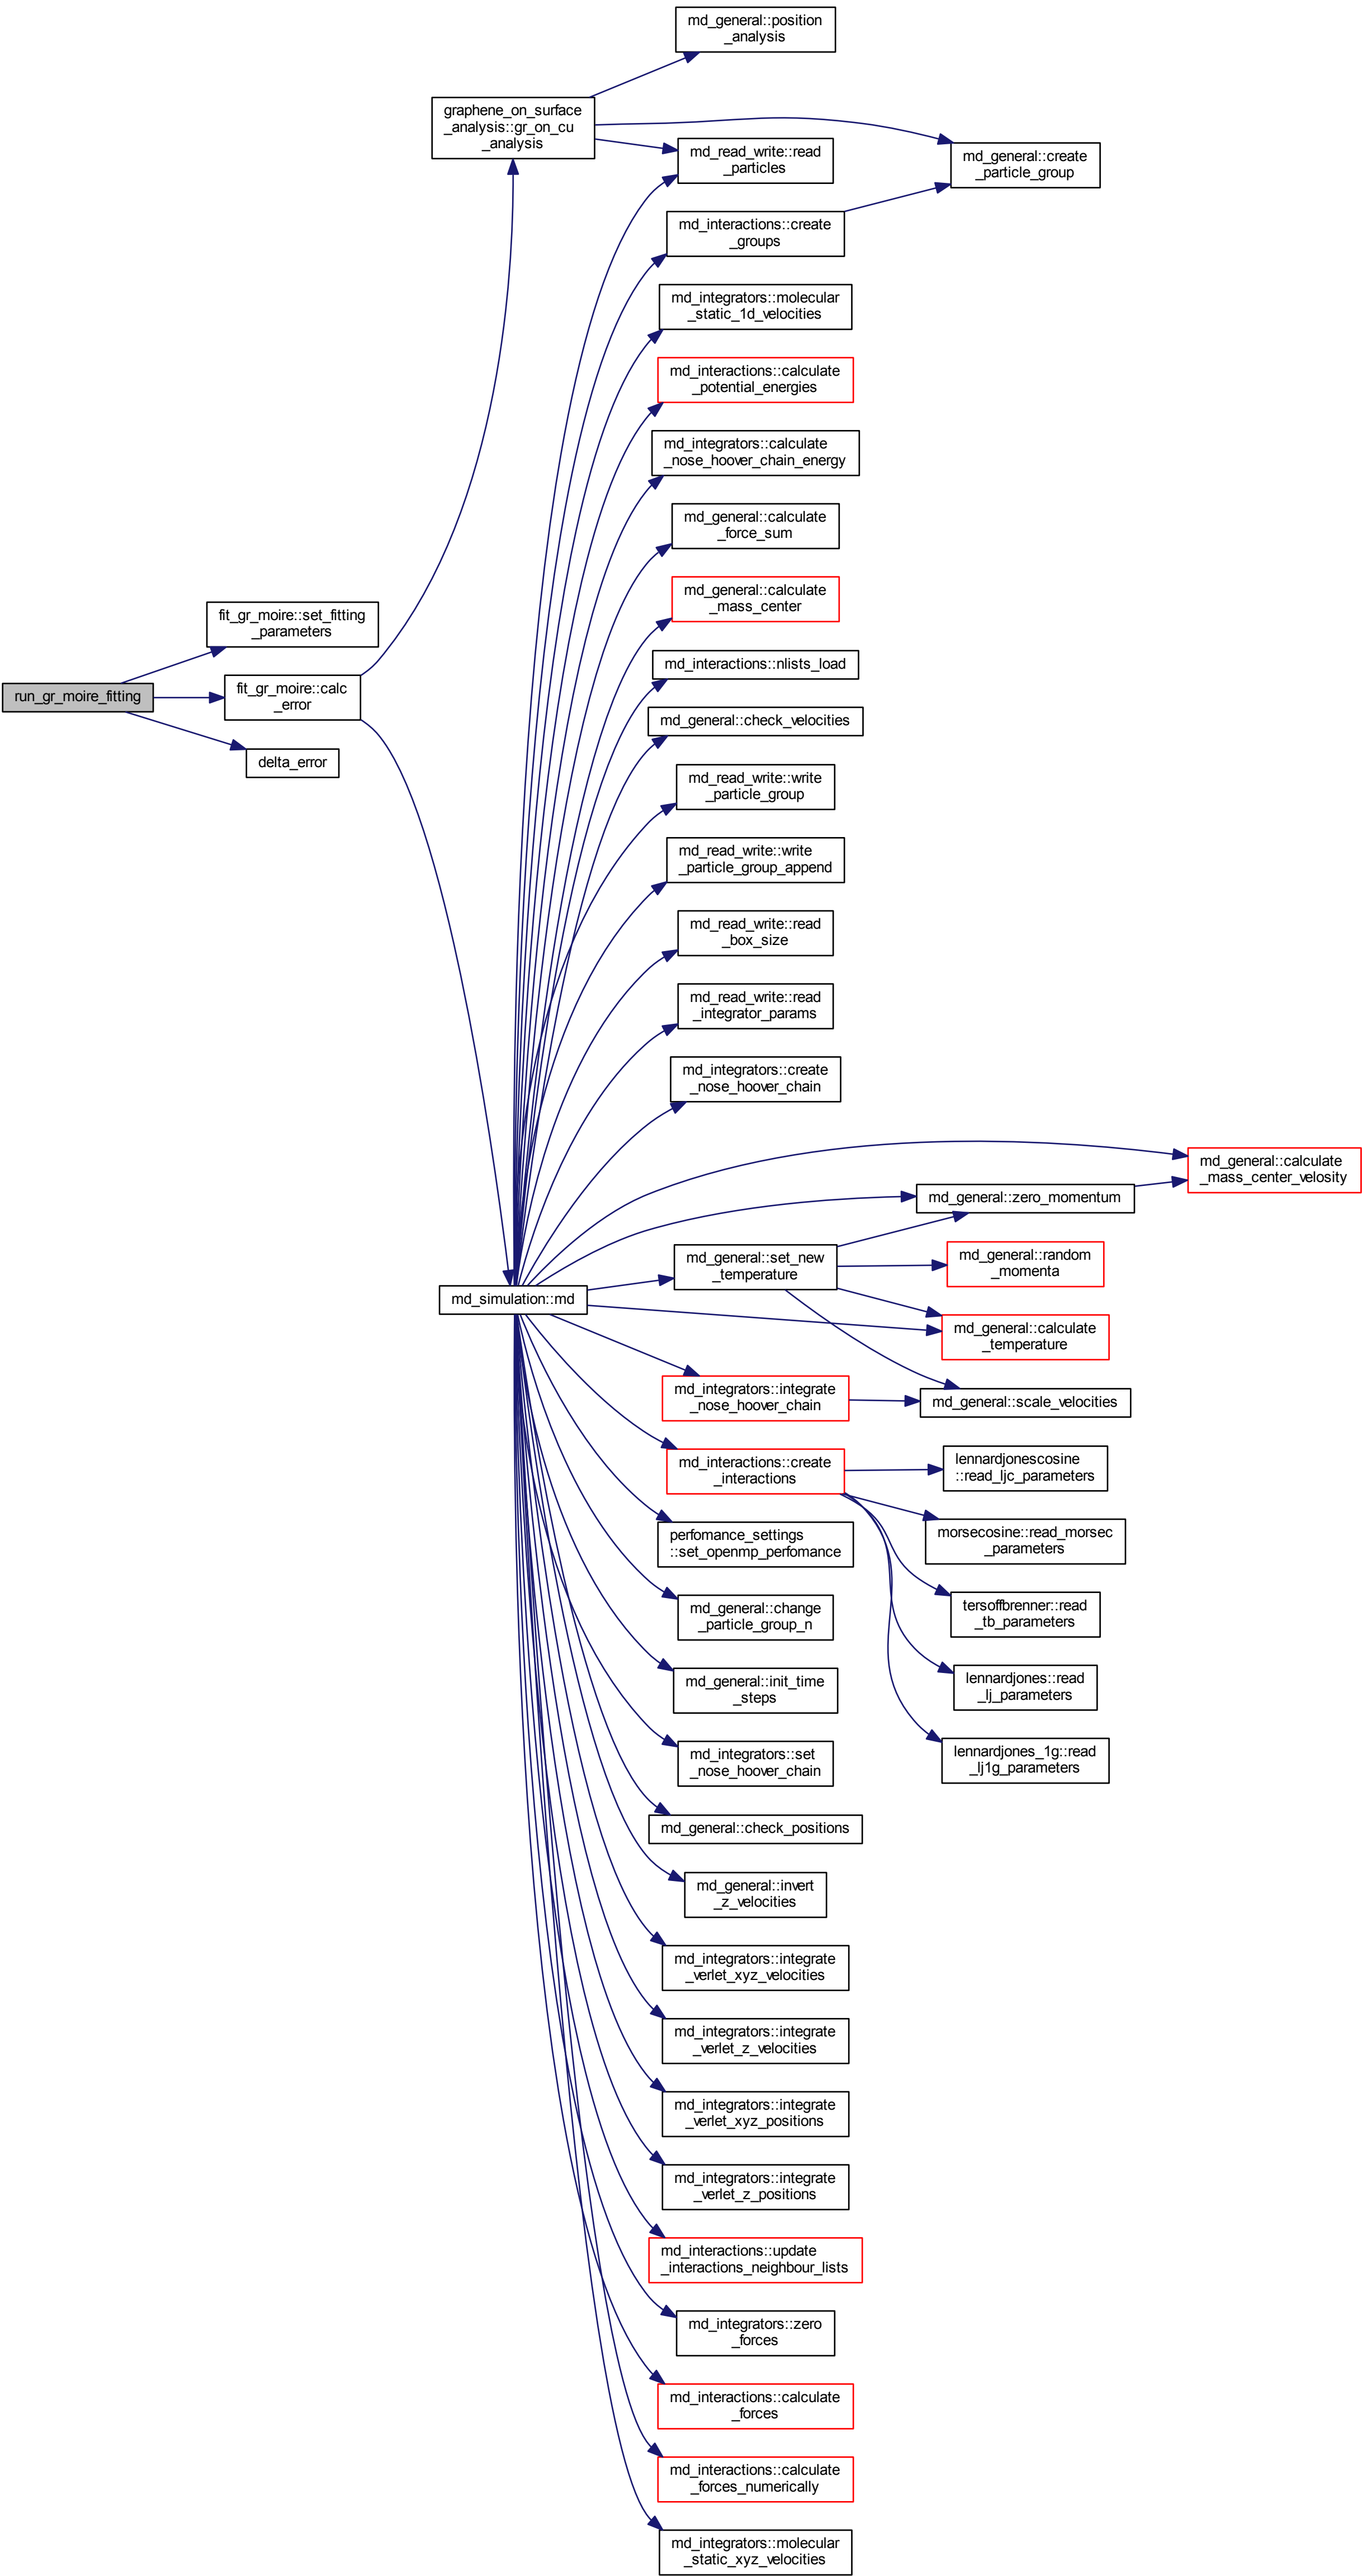 md_general::position
_analysis
graphene_on_surface
_analysis::gr_on_cu
_analysis
md_read_write::read
_particles
md_general::create
_particle_group
md_interactions::create
_groups
md_integrators::molecular
_static_1d_velocities
md_interactions::calculate
_potential_energies
md_integrators::calculate
_nose_hoover_chain_energy
md_general::calculate
_force_sum
md_general::calculate
_mass_center
fit_gr_moire::set_fitting
_parameters
run_gr_moire_fitting
fit_gr_moire::calc
_error
delta_error
md_interactions::nlists_load
md_general::check_velocities
md_read_write::write
_particle_group
md_read_write::write
_particle_group_append
md_read_write::read
_box_size
md_read_write::read
_integrator_params
md_integrators::create
_nose_hoover_chain
md_general::calculate
_mass_center_velosity
md_general::zero_momentum
md_general::set_new
_temperature
md_general::random
_momenta
md_simulation::md
md_general::calculate
_temperature
md_integrators::integrate
_nose_hoover_chain
md_general::scale_velocities
md_interactions::create
_interactions
lennardjonescosine
::read_ljc_parameters
perfomance_settings
::set_openmp_perfomance
morsecosine::read_morsec
_parameters
md_general::change
_particle_group_n
tersoffbrenner::read
_tb_parameters
md_general::init_time
_steps
lennardjones::read
_lj_parameters
md_integrators::set
_nose_hoover_chain
lennardjones_1g::read
_lj1g_parameters
md_general::check_positions
md_general::invert
_z_velocities
md_integrators::integrate
_verlet_xyz_velocities
md_integrators::integrate
_verlet_z_velocities
md_integrators::integrate
_verlet_xyz_positions
md_integrators::integrate
_verlet_z_positions
md_interactions::update
_interactions_neighbour_lists
md_integrators::zero
_forces
md_interactions::calculate
_forces
md_interactions::calculate
_forces_numerically
md_integrators::molecular
_static_xyz_velocities